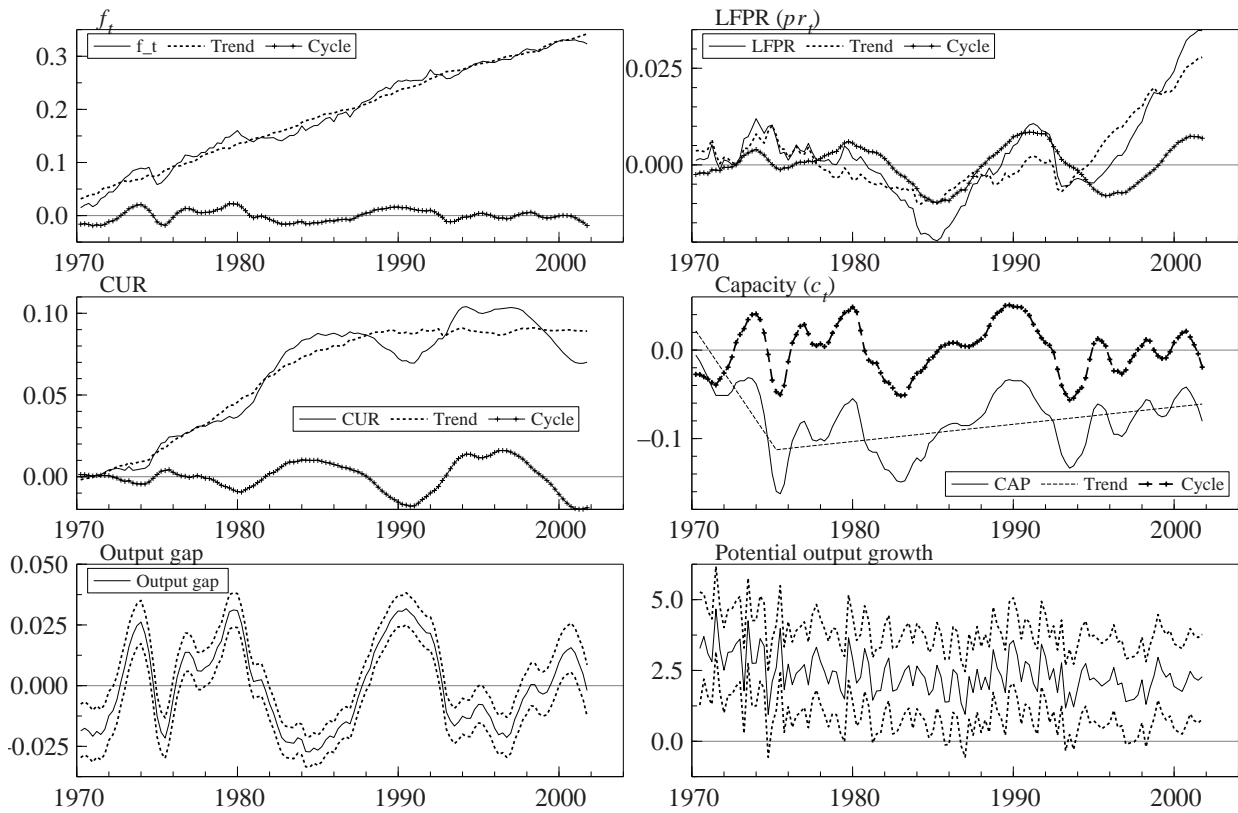 f_t
f_t Trend Cycle
0.3
0.2
0.1
0.0
1970 1980 1990 2000
LFPR (pr_t)
LFPR Trend Cycle
0.025
0.000
1970 1980 1990 2000
CUR
0.10
0.05
CUR Trend Cycle
0.00
1970 1980 1990 2000
Capacity (c_t)
0.0
−0.1
CAP Trend Cycle
1970 1980 1990 2000
Output gap
0.050
Output gap
0.025
0.000
-0.025
1970 1980 1990 2000
Potential output growth
5.0
2.5
0.0
1970 1980 1990 2000